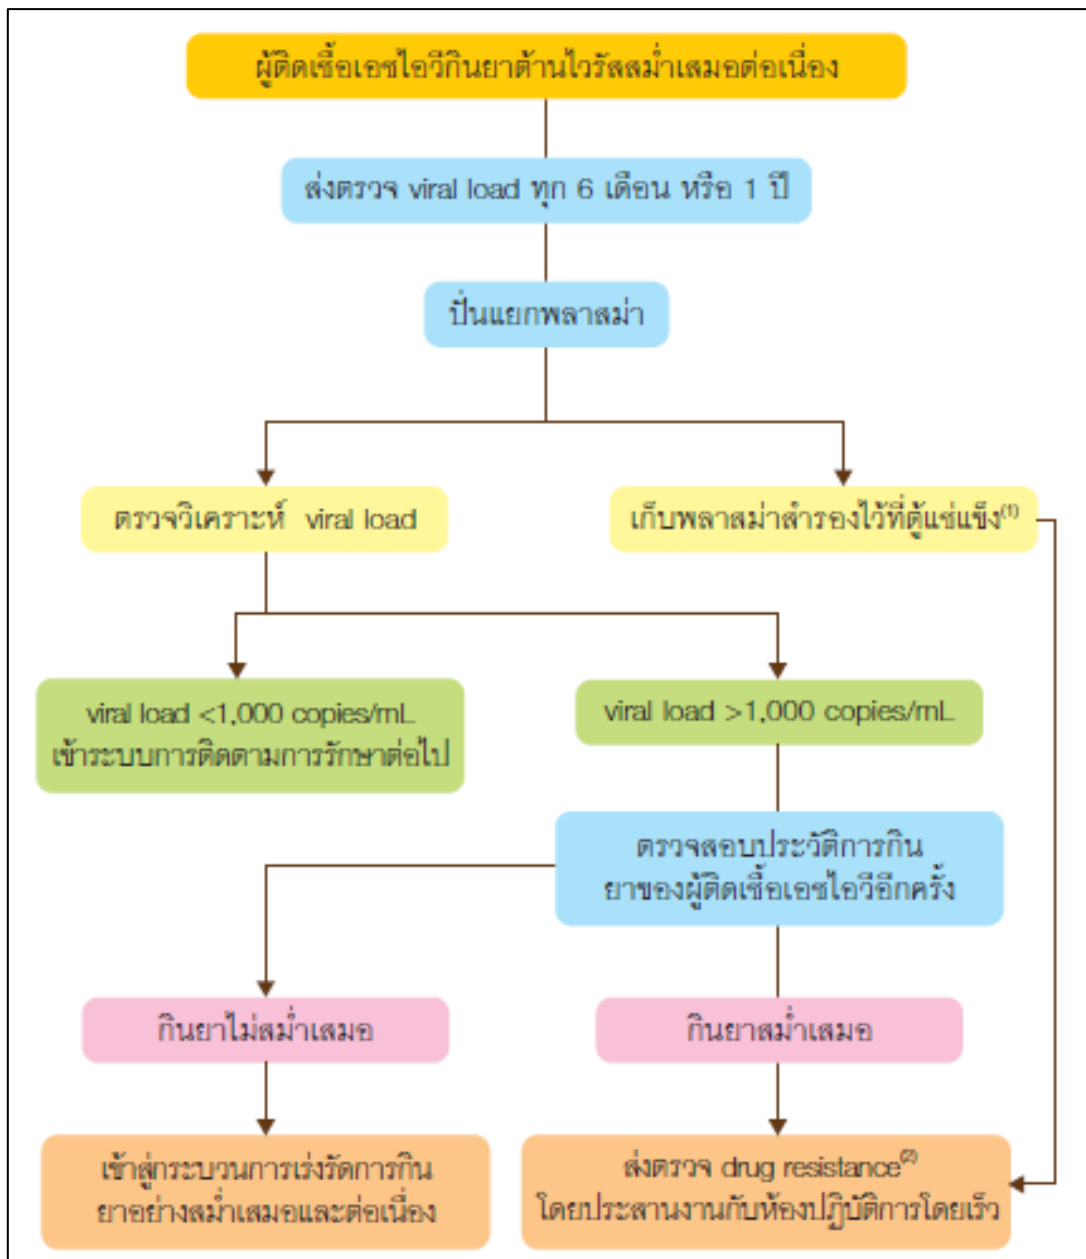 ผู้ติดเชื้อเอชไอวีกินยาต้านไวรัสสม่ำเสมอต่อเนื่อง
ส่งตรวจ viral load ทุก 6 เดือน หรือ 1 ปี
ปั่นแยกพลาสม่า
ตรวจวิเคราะห์ viral load
เก็บพลาสม่าสำรองไว้ที่ตู้แช่แข็ง(1)
viral load <1,000 copies/mL
เข้าระบบการติดตามการรักษาต่อไป
viral load >1,000 copies/mL
ตรวจสอบประวัติการกิน
ยาของผู้ติดเชื้อเอชไอวีอีกครั้ง
กินยาไม่สม่ำเสมอ
กินยาสม่ำเสมอ
เข้าสู่กระบวนการเร่งรัดการกิน
ยาอย่างสม่ำเสมอและต่อเนื่อง
ส่งตรวจ drug resistance(2)
โดยประสานงานกับห้องปฏิบัติการโดยเร็ว